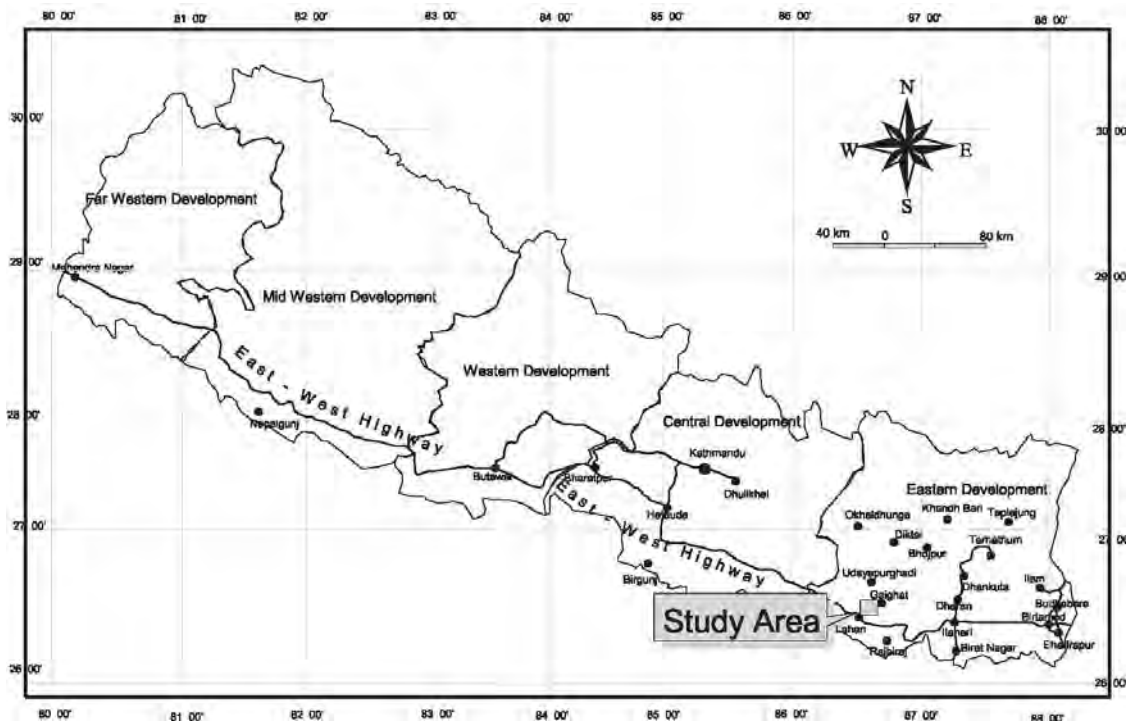 80 00' 81 00' 82 00' 83 00' 84 00' 85 00' 86 00' 87 00' 88 00'
30 00' 30 00'
N
W E
S
40 km 0 80 km
Far Western Development
29 00' 29 00'
Mahendra Nagar
Mid Western Development
East - West Highway
Western Development
28 00' 28 00'
Nepalgunj
Central Development
Kathmandu
Butawal
Bharatpur
Dhulikhel
East - West Highway
Eastern Development
Hetauda
Okhaldhunga
Khandh Bari
Taplejung
27 00' 27 00'
Diktel
Bhojpur
Temathum
Birgunj
Udayapurghadi
Dhankuta
Ilam
Gaighat
Dharan
Budhabare
Study Area
Lahan
Itahari
Birtamod
Rajbiraj
Birat Nagar
26 00' 26 00'
80 00' 81 00' 82 00' 83 00' 84 00' 85 00' 86 00' 87 00' 88 00'